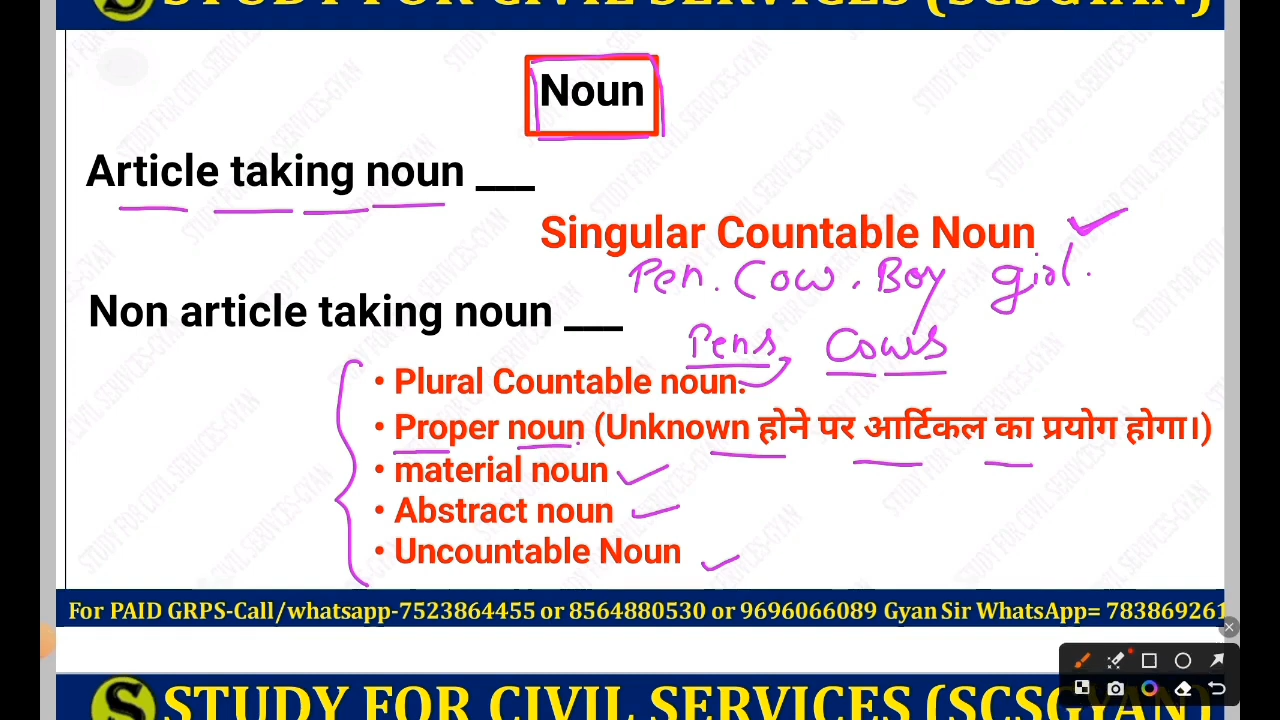 STUDY FOR CIVIL SERVICES (SCSGYAN)
Noun
Article taking noun ___
Singular Countable Noun
Pen. Cow. Boy girl.
Non article taking noun ___
Pens, Cows
• Plural Countable noun.
• Proper noun (Unknown होने पर आर्टिकल का प्रयोग होगा।)
• material noun
• Abstract noun
• Uncountable Noun
For PAID GRPS-Call/whatsapp-7523864455 or 8564880530 or 9696066089 Gyan Sir WhatsApp= 783869261
S STUDY FOR CIVIL SERVICES (SCSGYAN)